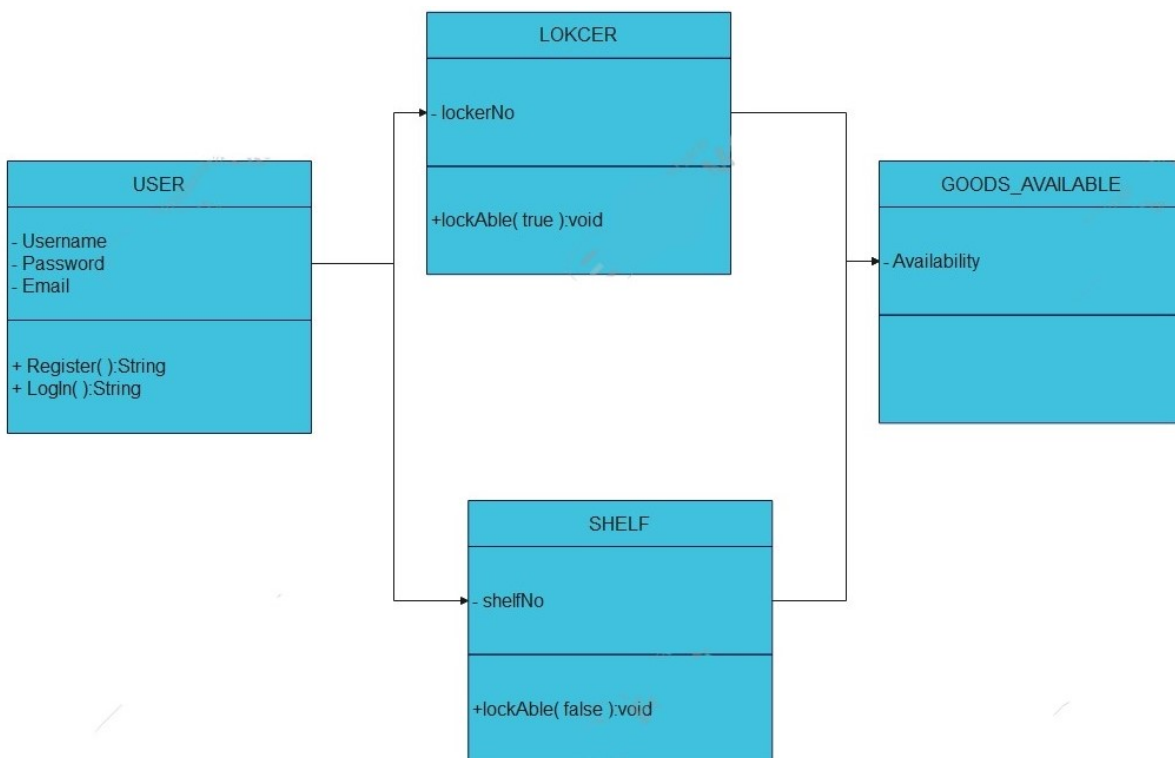 LOKCER
- lockerNo
+lockAble( true ):void
USER
- Username
- Password
- Email
+ Register( ):String
+ LogIn( ):String
GOODS_AVAILABLE
- Availability
SHELF
- shelfNo
+lockAble( false ):void